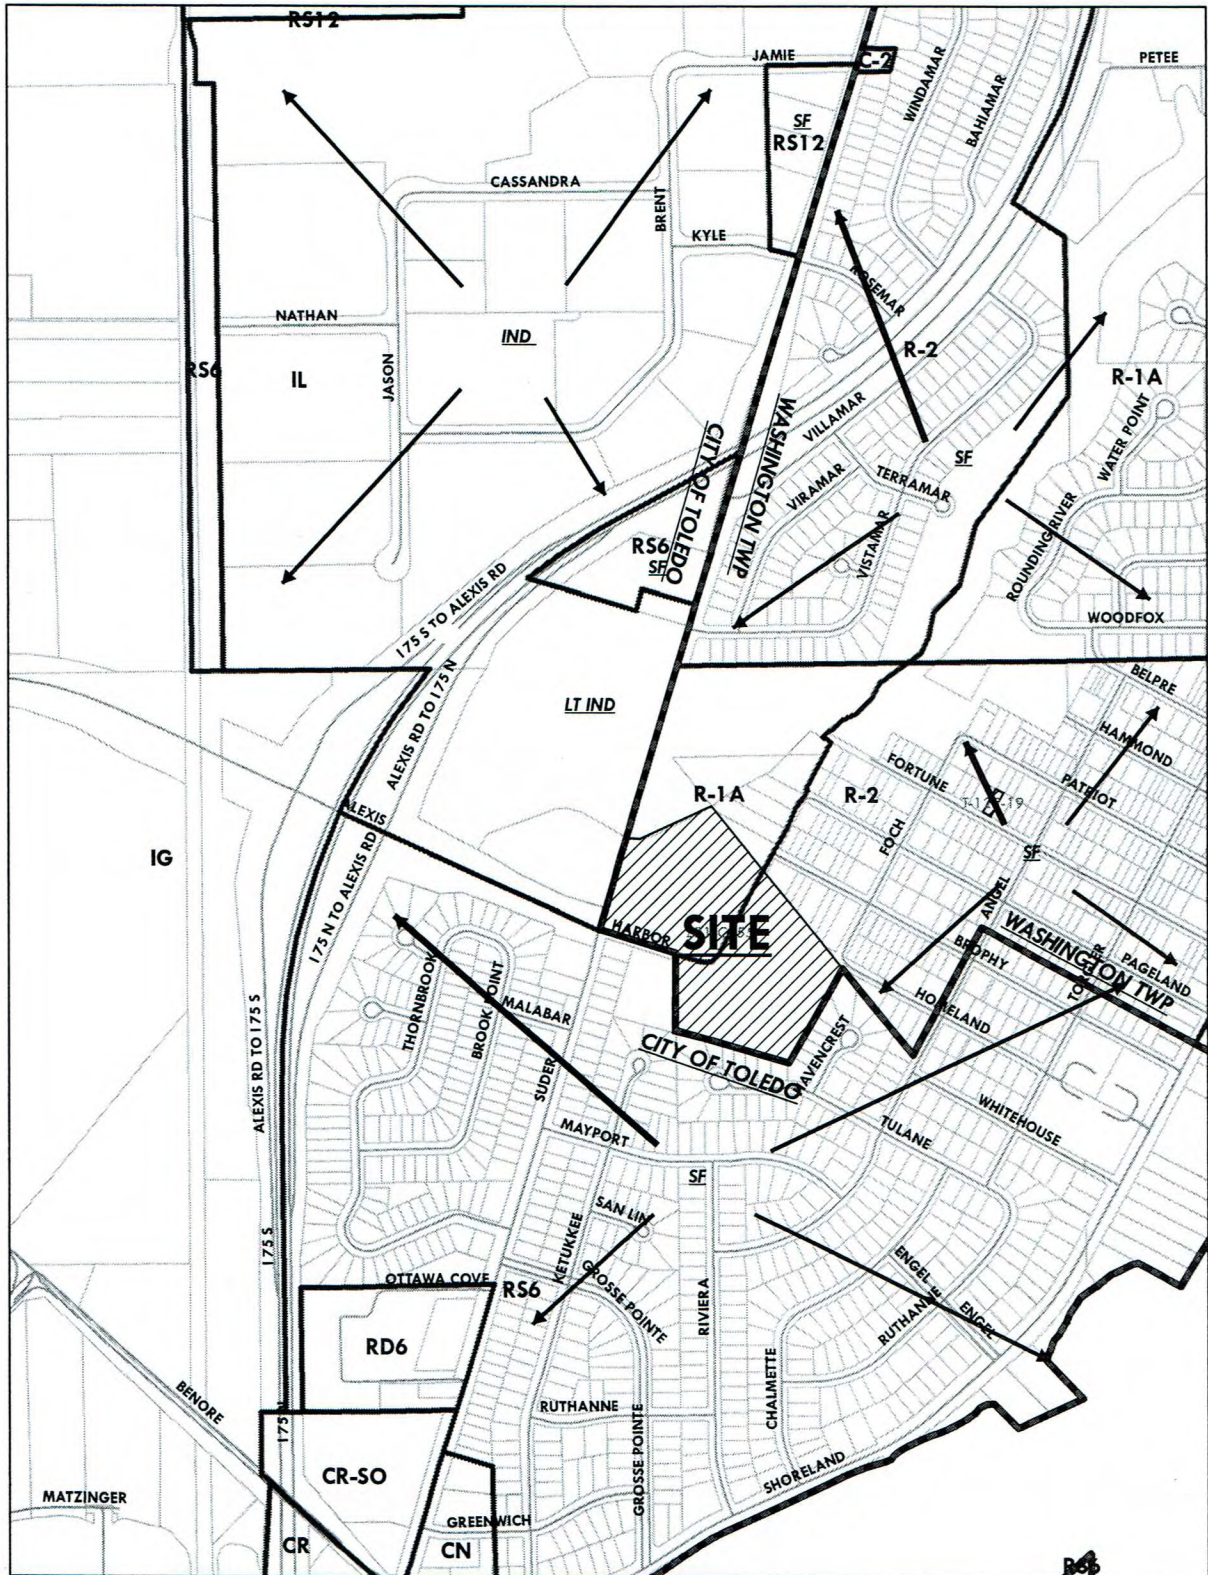 RS12
JAMIE
C-2
PETEE
WINDAMAR
BAHIAMAR
SF
RS12
CASSANDRA
BRENT
KYLE
ROSEMAR
NATHAN
IND
R-2
RS6
IL
JASON
R-1A
WATER POINT
VILLAMAR
CITY OF TOLEDO
WASHINGTON TWP
SF
TERRAMAR
VIRAMAR
VISTAMAR
ROUNDING RIVER
RS6
SF
WOODFOX
175 S TO ALEXIS RD
BELPRE
ALEXIS RD TO 175 N
LT IND
HAMMOND
FORTUNE
PATRIOT
R-1A
R-2
ALEXIS
FOCH
SF
IG
175 N TO ALEXIS RD
ANGEL
HARBOR
SITE
WASHINGTON TWP
BROPHY
PAGELAND
THORNBROOK
BROOK POINT
MALABAR
CITY OF TOLEDO
HAVENCREST
SUDER
ALEXIS RD TO 175 S
WHITEHOUSE
MAYPORT
TULANE
SF
SAN LIN
KETUKKEE
175 S
OTTAWA COVE
RS6
GROSSE POINTE
RIVIERA
ENGEL
ENGEL
RUTHANNE
RD6
CHALMETTE
BENORE
RUTHANNE
175 N
GROSSE POINTE
CR-SO
SHORELAND
MATZINGER
GREENWICH
CR
CN